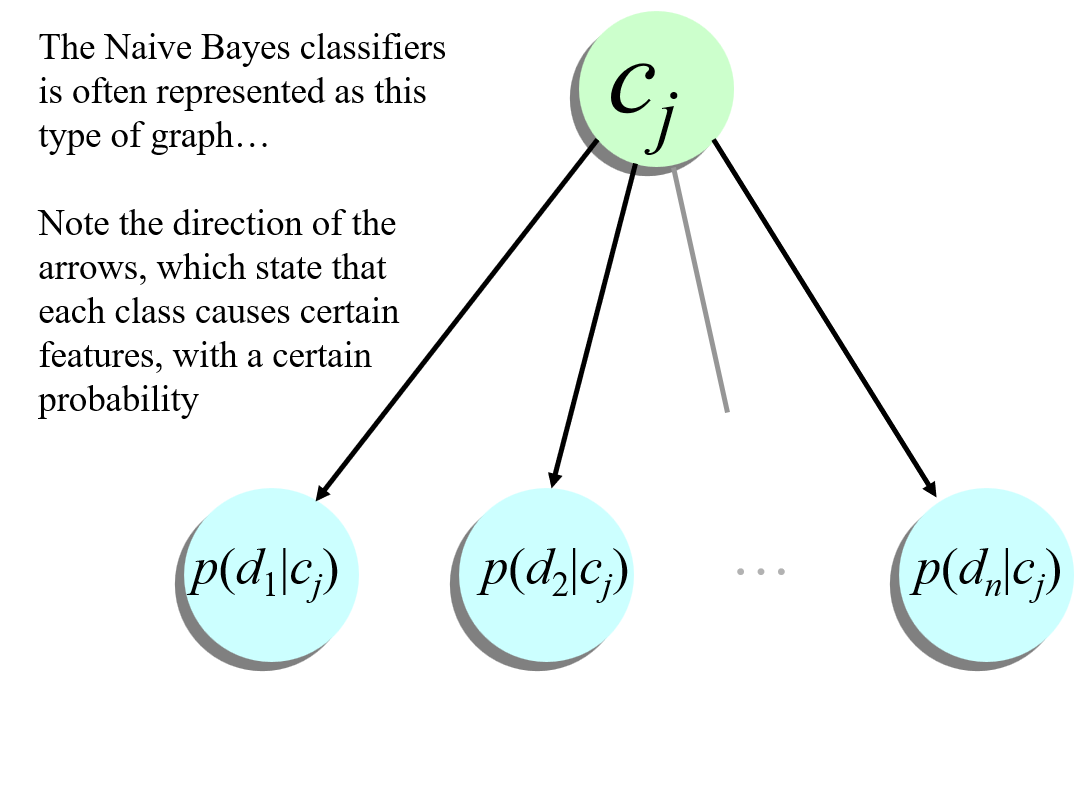 The Naive Bayes classifiers
is often represented as this
type of graph…
Note the direction of the
arrows, which state that
each class causes certain
features, with a certain
probability
c_j
p(d_1|c_j)
p(d_2|c_j)
…
p(d_n|c_j)